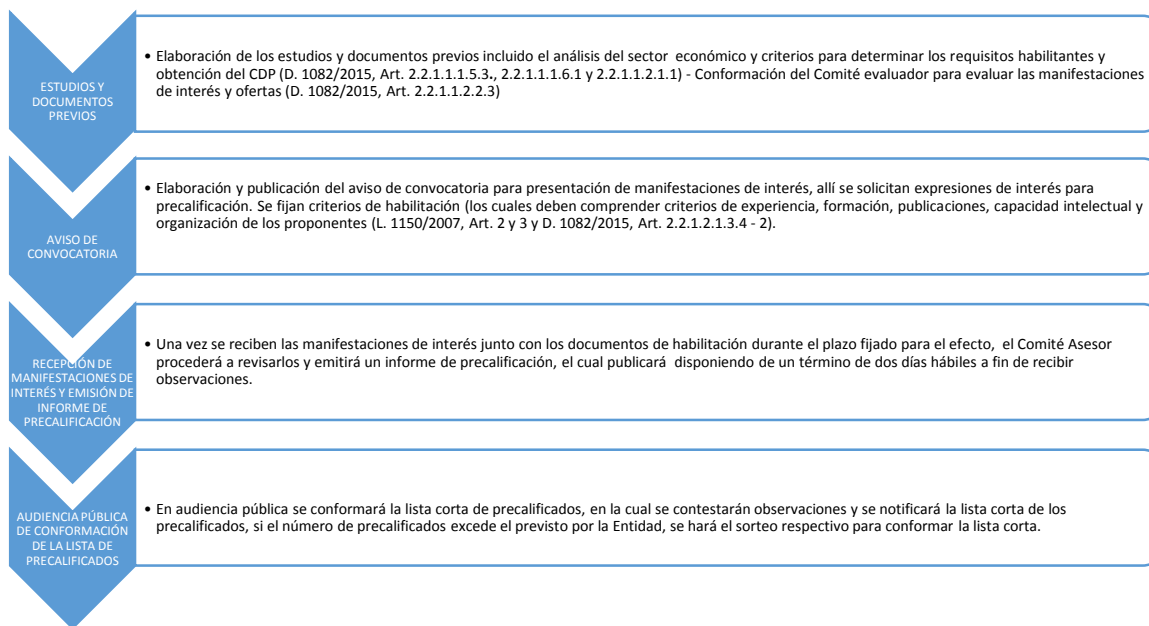 ESTUDIOS Y
DOCUMENTOS
PREVIOS
• Elaboración de los estudios y documentos previos incluido el análisis del sector económico y criterios para determinar los requisitos habilitantes y
obtención del CDP (D. 1082/2015, Art. 2.2.1.1.1.5.3., 2.2.1.1.1.6.1 y 2.2.1.1.2.1.1) - Conformación del Comité evaluador para evaluar las manifestaciones
de interés y ofertas (D. 1082/2015, Art. 2.2.1.1.2.2.3)
AVISO DE
CONVOCATORIA
• Elaboración y publicación del aviso de convocatoria para presentación de manifestaciones de interés, allí se solicitan expresiones de interés para
precalificación. Se fijan criterios de habilitación (los cuales deben comprender criterios de experiencia, formación, publicaciones, capacidad intelectual y
organización de los proponentes (L. 1150/2007, Art. 2 y 3 y D. 1082/2015, Art. 2.2.1.2.1.3.4 - 2).
RECEPCIÓN DE
MANIFESTACIONES DE
INTERÉS Y EMISIÓN DE
INFORME DE
PRECALIFICACIÓN
• Una vez se reciben las manifestaciones de interés junto con los documentos de habilitación durante el plazo fijado para el efecto, el Comité Asesor
procederá a revisarlos y emitirá un informe de precalificación, el cual publicará disponiendo de un término de dos días hábiles a fin de recibir
observaciones.
AUDIENCIA PÚBLICA
DE CONFORMACIÓN
DE LA LISTA DE
PRECALIFICADOS
• En audiencia pública se conformará la lista corta de precalificados, en la cual se contestarán observaciones y se notificará la lista corta de los
precalificados, si el número de precalificados excede el previsto por la Entidad, se hará el sorteo respectivo para conformar la lista corta.